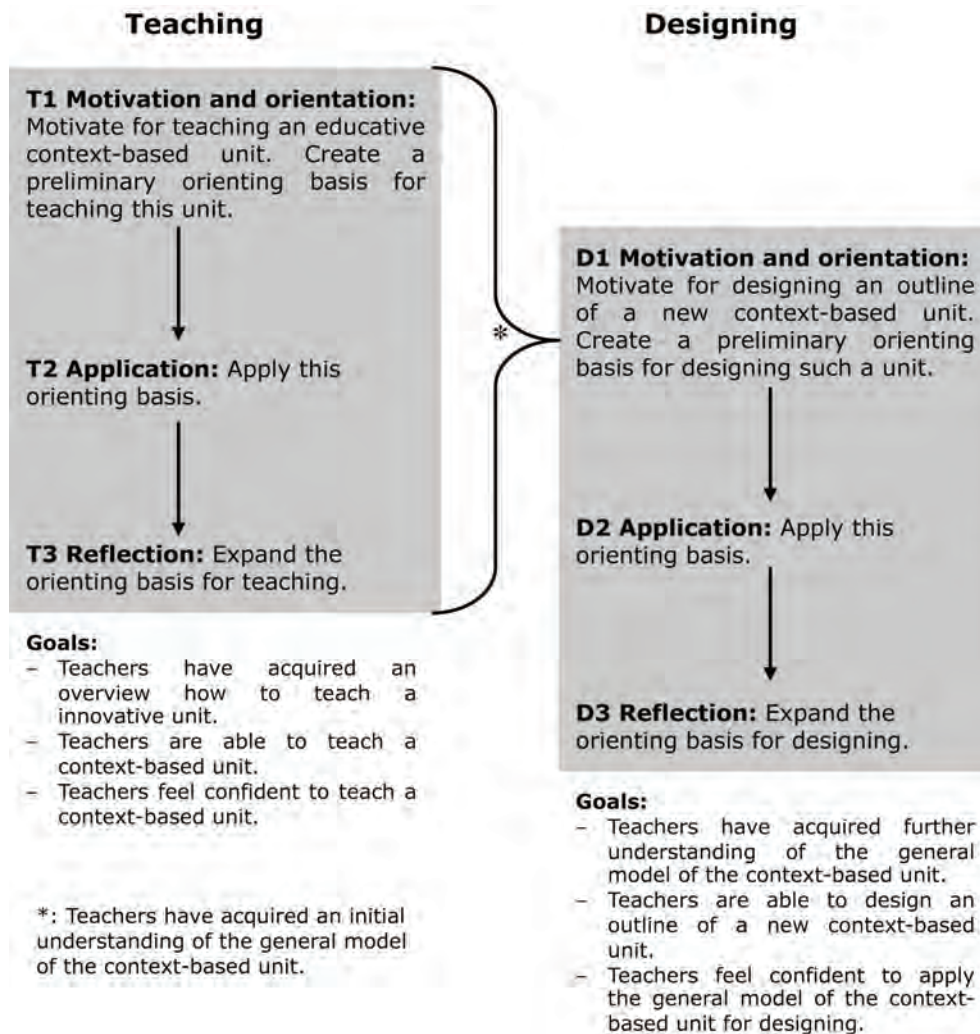 Teaching
T1 Motivation and orientation:
Motivate for teaching an educative
context-based unit. Create a
preliminary orienting basis for
teaching this unit.
T2 Application: Apply this
orienting basis.
T3 Reflection: Expand the
orienting basis for teaching.
Goals:
– Teachers have acquired an
overview how to teach a
innovative unit.
– Teachers are able to teach a
context-based unit.
– Teachers feel confident to teach a
context-based unit.
*: Teachers have acquired an initial
understanding of the general model
of the context-based unit.
*
Designing
D1 Motivation and orientation:
Motivate for designing an outline
of a new context-based unit.
Create a preliminary orienting
basis for designing such a unit.
D2 Application: Apply this
orienting basis.
D3 Reflection: Expand the
orienting basis for designing.
Goals:
– Teachers have acquired further
understanding of the general
model of the context-based unit.
– Teachers are able to design an
outline of a new context-based
unit.
– Teachers feel confident to apply
the general model of the context-
based unit for designing.